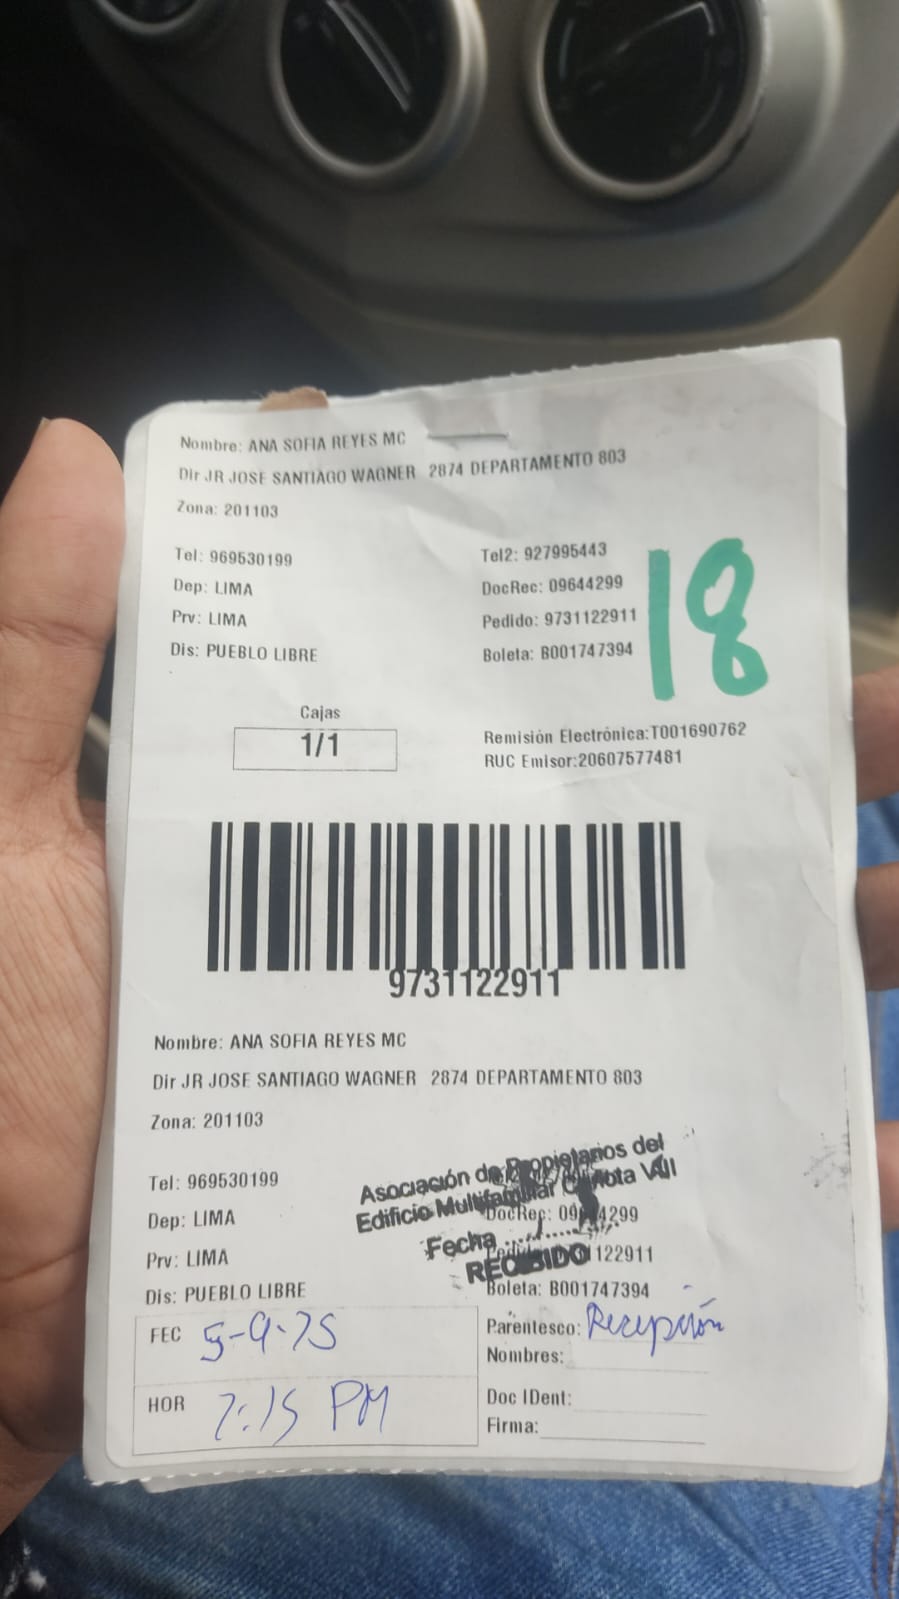 Nombre: ANA SOFIA REYES MC
Dir JR JOSE SANTIAGO WAGNER 2874 DEPARTAMENTO 803
Zona: 201103
Tel: 969530199
Tel2: 927995443
Dep: LIMA
DocRec: 09644299
Prv: LIMA
Pedido: 9731122911
Dis: PUEBLO LIBRE
Boleta: B001747394
18
Cajas
1/1
Remisión Electrónica:T001690762
RUC Emisor:20607577481
9731122911
Nombre: ANA SOFIA REYES MC
Dir JR JOSE SANTIAGO WAGNER 2874 DEPARTAMENTO 803
Zona: 201103
Asociación de Propietarios del
Edificio Multifamiliar
Fecha
RECIBIDO
Tel: 969530199
Dep: LIMA
DocRec:
Prv: LIMA
122911
Dis: PUEBLO LIBRE
Boleta: B001747394
FEC 5-9-25
Parentesco: Recepción
Nombres:
HOR 7:15 PM
Doc IDent:
Firma: